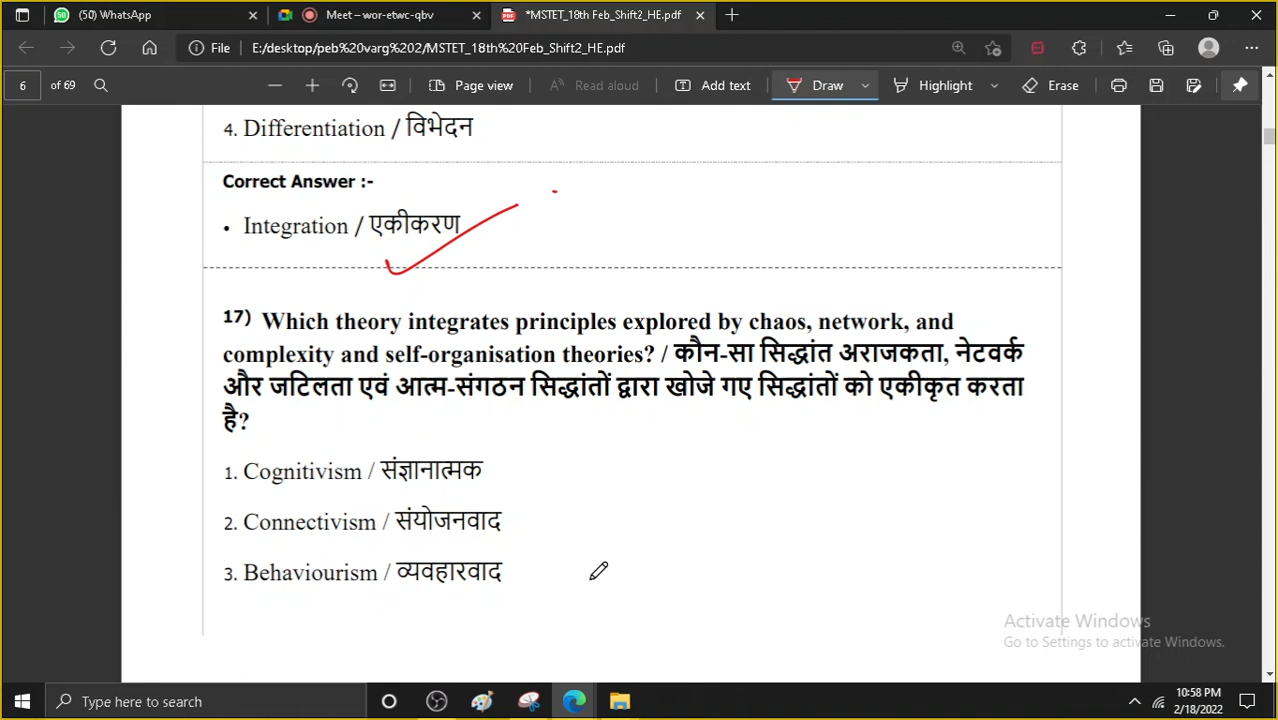 (50) WhatsApp
Meet – wor-etwc-qbv
*MSTET_18th Feb_Shift2_HE.pdf
File
E:/desktop/peb%20varg%202/MSTET_18th%20Feb_Shift2_HE.pdf
6 of 69
Page view
Read aloud
Add text
Draw
Highlight
Erase
4. Differentiation / विभेदन
Correct Answer :-
• Integration / एकीकरण
17) Which theory integrates principles explored by chaos, network, and
complexity and self-organisation theories? / कौन-सा सिद्धांत अराजकता, नेटवर्क
और जटिलता एवं आत्म-संगठन सिद्धांतों द्वारा खोजे गए सिद्धांतों को एकीकृत करता
है?
1. Cognitivism / संज्ञानात्मक
2. Connectivism / संयोजनवाद
3. Behaviourism / व्यवहारवाद
Activate Windows
Go to Settings to activate Windows.
Type here to search
10:58 PM
2/18/2022